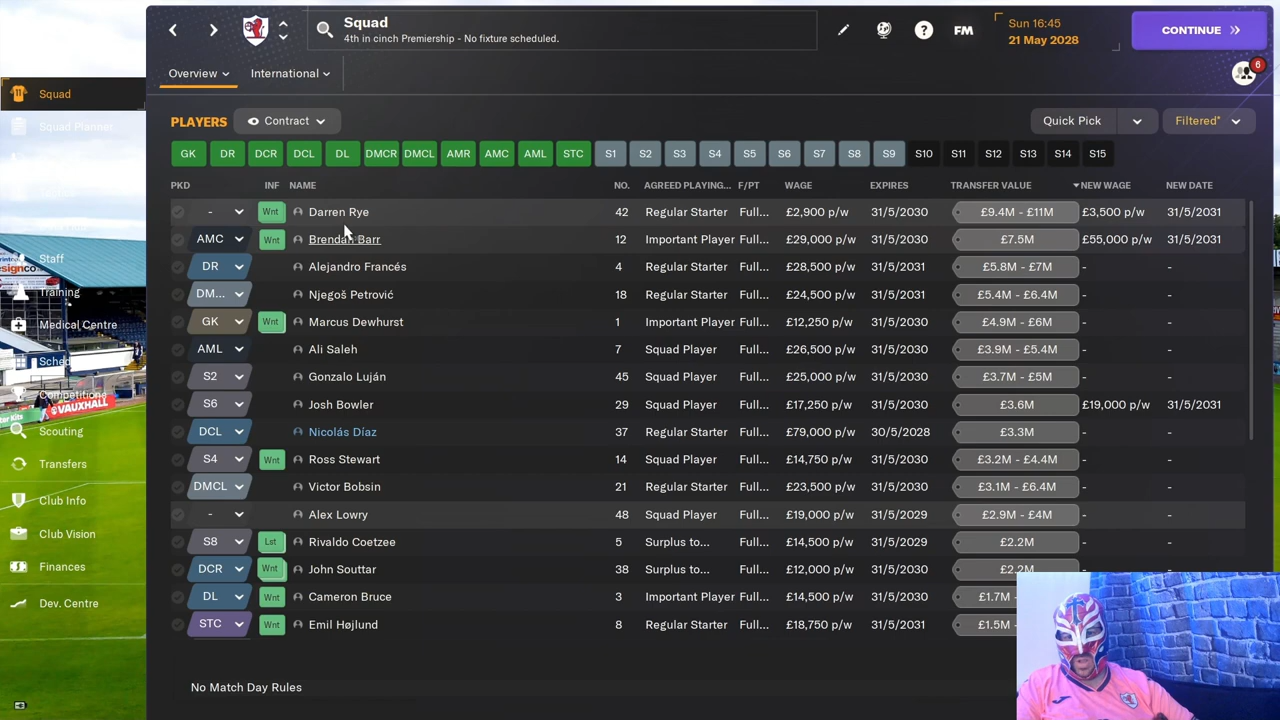 Squad
4th in cinch Premiership - No fixture scheduled.
FM
Sun 16:45
21 May 2028
CONTINUE
Overview
International
6
Squad
Squad Planner
Staff
Training
Medical Centre
Sched
Competitions
Scouting
Transfers
Club Info
Club Vision
Finances
Dev. Centre
VAUXHALL
PLAYERS Contract Quick Pick Filtered*
GK DR DCR DCL DL DMCR DMCL AMR AMC AML STC S1 S2 S3 S4 S5 S6 S7 S8 S9 S10 S11 S12 S13 S14 S15
PKD INF NAME NO. AGREED PLAYING... F/PT WAGE EXPIRES TRANSFER VALUE NEW WAGE NEW DATE
- Wnt Darren Rye 42 Regular Starter Full... £2,900 p/w 31/5/2030 £9.4M - £11M £3,500 p/w 31/5/2031
AMC Wnt Brendan Barr 12 Important Player Full... £29,000 p/w 31/5/2030 £7.5M £55,000 p/w 31/5/2031
DR Alejandro Francés 4 Regular Starter Full... £28,500 p/w 31/5/2031 £5.8M - £7M - -
DM... Njegoš Petrović 18 Regular Starter Full... £24,500 p/w 31/5/2031 £5.4M - £6.4M - -
GK Wnt Marcus Dewhurst 1 Important Player Full... £12,250 p/w 31/5/2030 £4.9M - £6M - -
AML Ali Saleh 7 Squad Player Full... £26,500 p/w 31/5/2030 £3.9M - £5.4M - -
S2 Gonzalo Luján 45 Squad Player Full... £25,000 p/w 31/5/2030 £3.7M - £5M - -
S6 Josh Bowler 29 Squad Player Full... £17,250 p/w 31/5/2030 £3.6M £19,000 p/w 31/5/2031
DCL Nicolás Díaz 37 Regular Starter Full... £79,000 p/w 30/5/2028 £3.3M - -
S4 Wnt Ross Stewart 14 Regular Starter Full... £14,750 p/w 31/5/2030 £3.2M - £4.4M - -
DMCL Victor Bobsin 21 Regular Starter Full... £23,500 p/w 31/5/2030 £3.1M - £6.4M - -
- Alex Lowry 48 Squad Player Full... £19,000 p/w 31/5/2029 £2.9M - £4M - -
S8 Lst Rivaldo Coetzee 5 Surplus to... Full... £14,500 p/w 31/5/2029 £2.2M - -
DCR Wnt John Souttar 38 Surplus to... Full... £12,000 p/w 31/5/2030 £2.2M - -
DL Wnt Cameron Bruce 3 Important Player Full... £14,500 p/w 31/5/2030 £1.7M -
STC Wnt Emil Højlund 8 Regular Starter Full... £18,750 p/w 31/5/2031 £1.5M -
No Match Day Rules